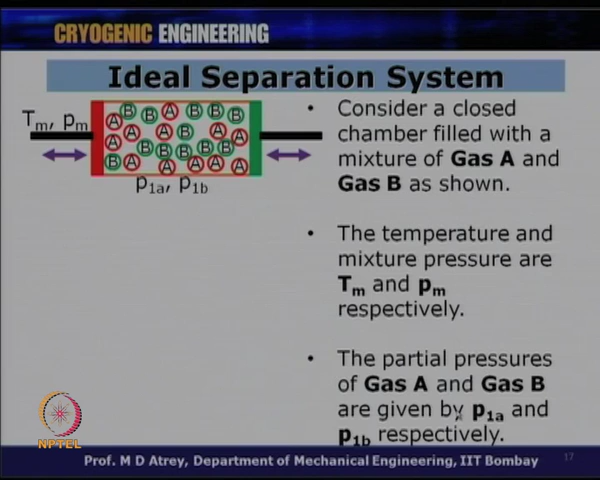 CRYOGENIC ENGINEERING
Ideal Separation System
Tm, pm
p1a, p1b
• Consider a closed
chamber filled with a
mixture of Gas A and
Gas B as shown.
• The temperature and
mixture pressure are
Tm and pm
respectively.
• The partial pressures
of Gas A and Gas B
are given by p1a and
p1b respectively.
NPTEL
Prof. M D Atrey, Department of Mechanical Engineering, IIT Bombay
17